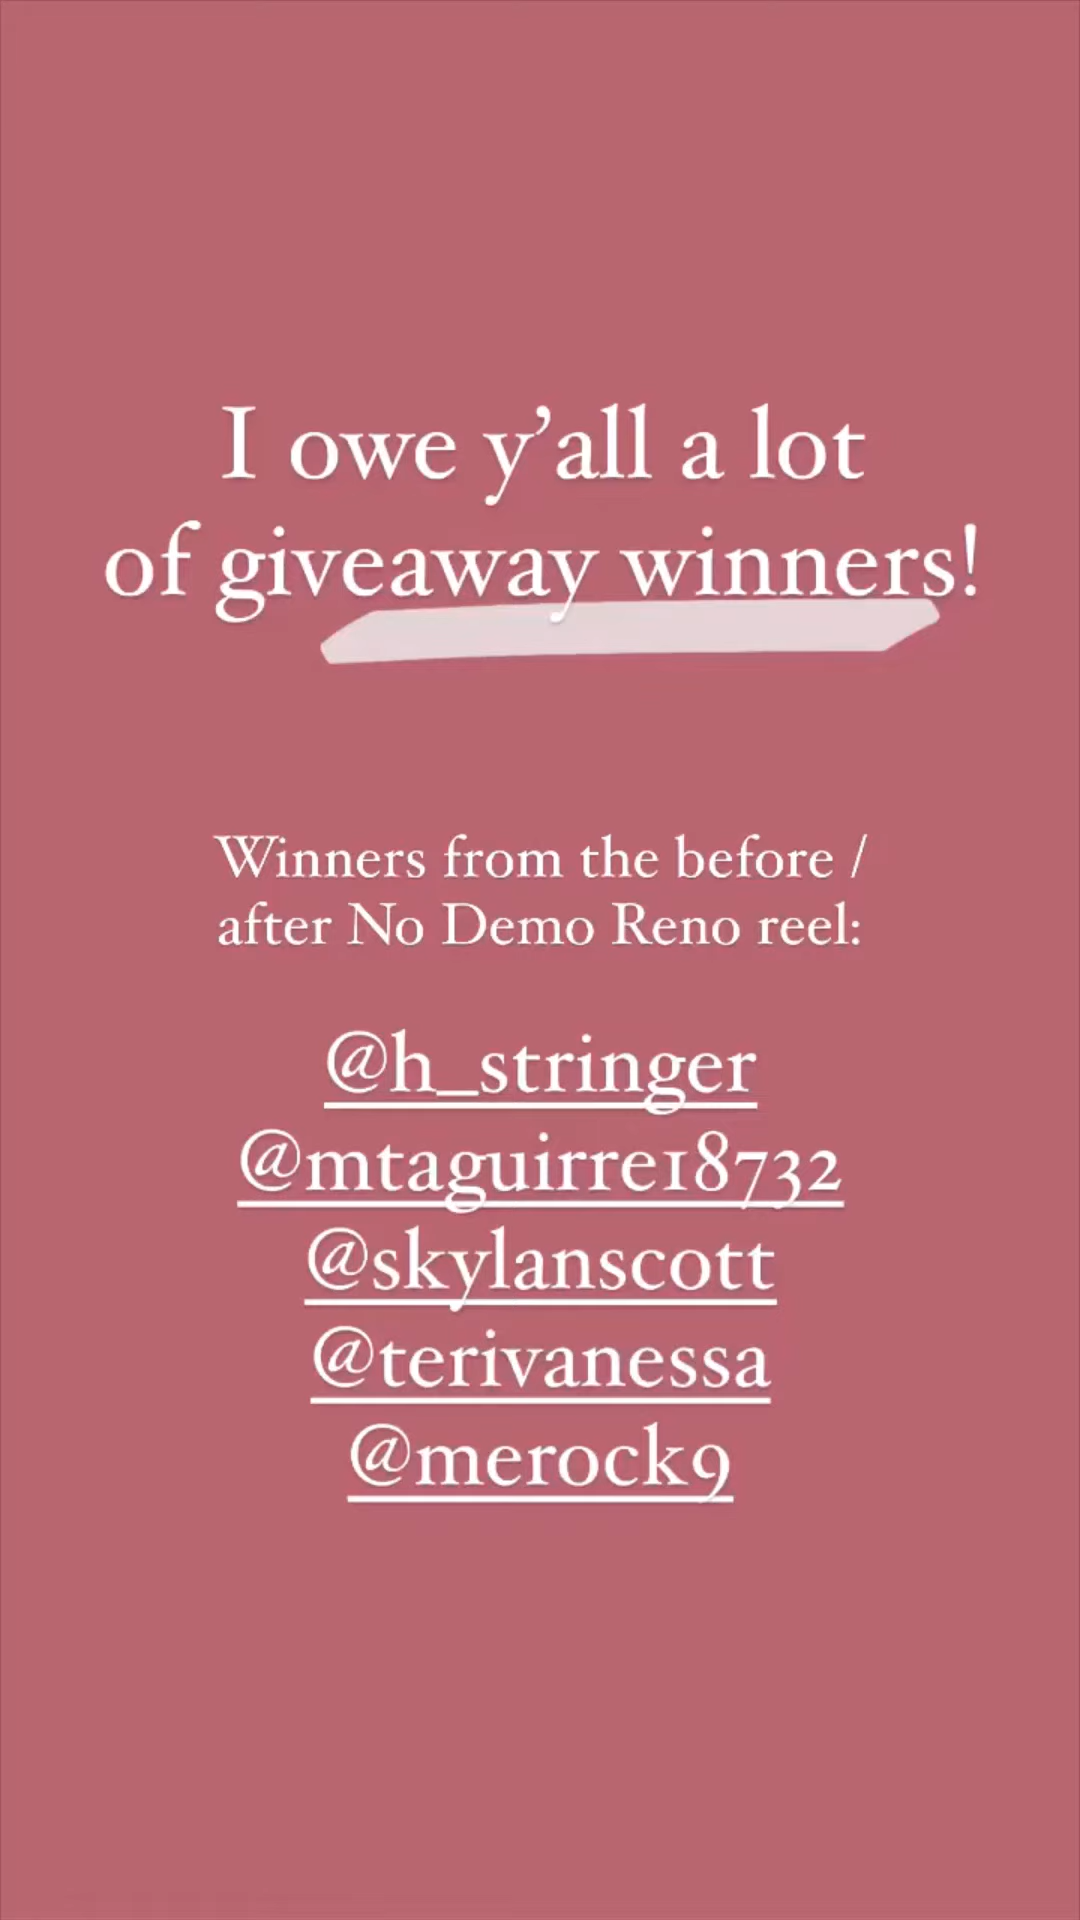 I owe y'all a lot
of giveaway winners!
Winners from the before /
after No Demo Reno reel:
@h_stringer
@mtaguirre18732
@skylanscott
@terivanessa
@merock9